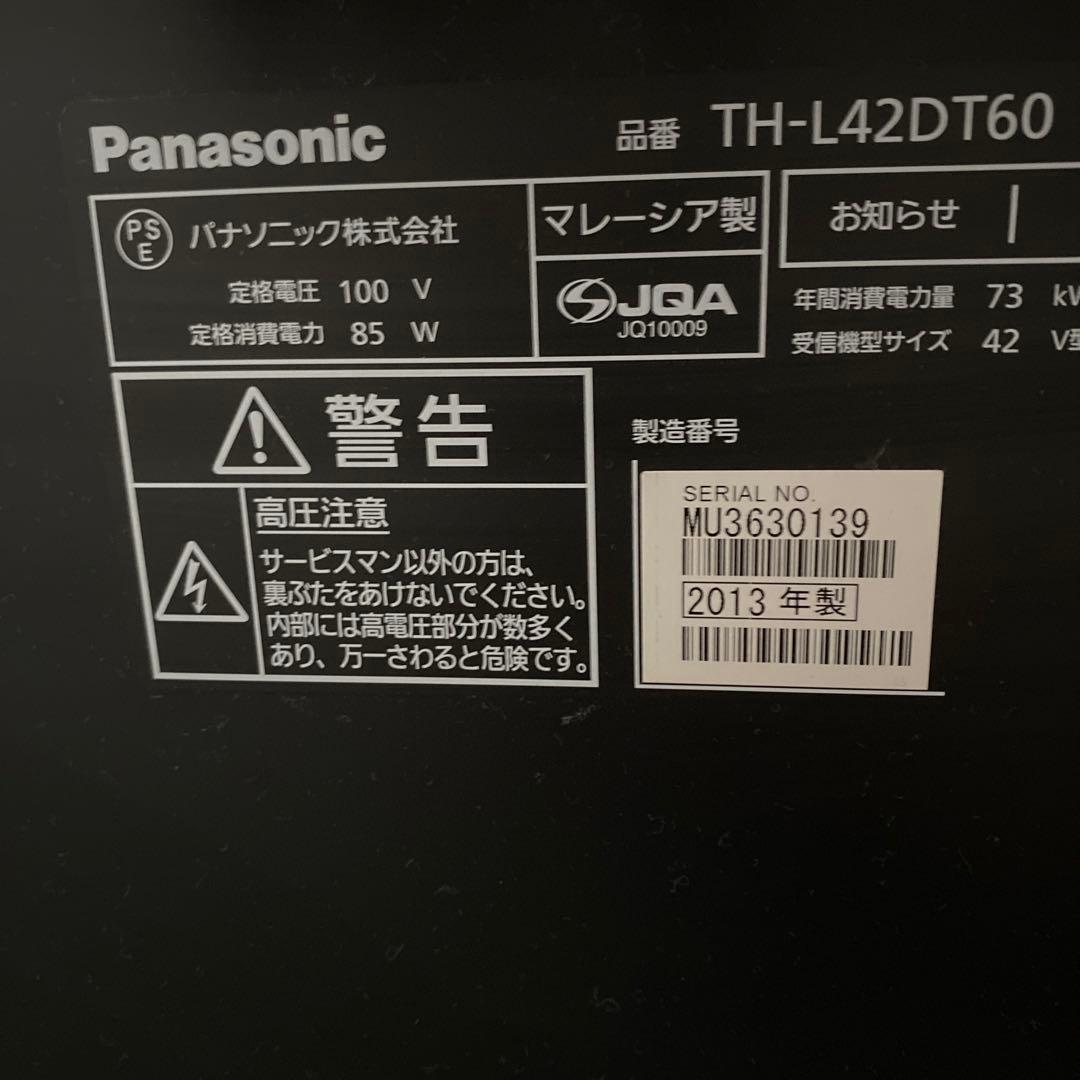 Panasonic
品番 TH-L42DT60
PSE パナソニック株式会社
定格電圧 100 V
定格消費電力 85 W
マレーシア製
JQA
JQ10009
お知らせ
年間消費電力量 73
受信機型サイズ 42 V型
警告
高圧注意
サービスマン以外の方は、
裏ぶたをあけないでください。
内部には高電圧部分が数多く
あり、万一さわると危険です。
製造番号
SERIAL NO.
MU3630139
2013 年製